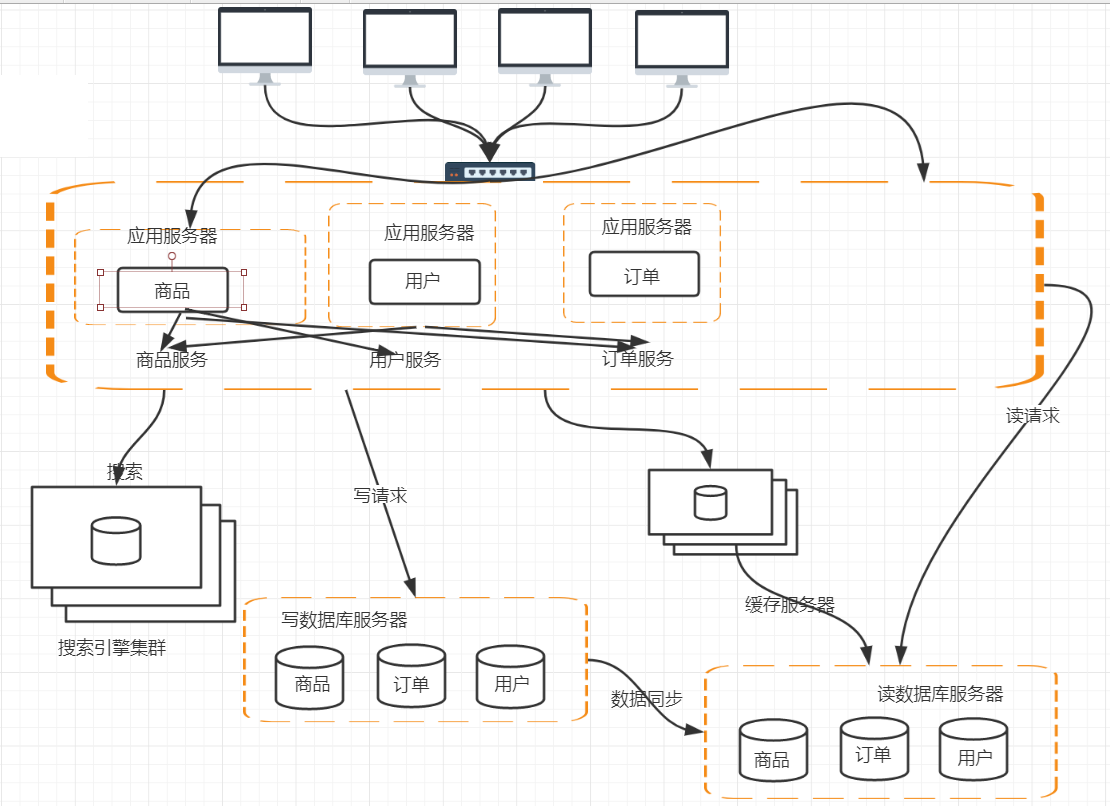 应用服务器
应用服务器
应用服务器
商品
用户
订单
商品服务
用户服务
订单服务
读请求
搜索
写请求
缓存服务器
写数据库服务器
搜索引擎集群
商品
订单
用户
数据同步
读数据库服务器
商品
订单
用户